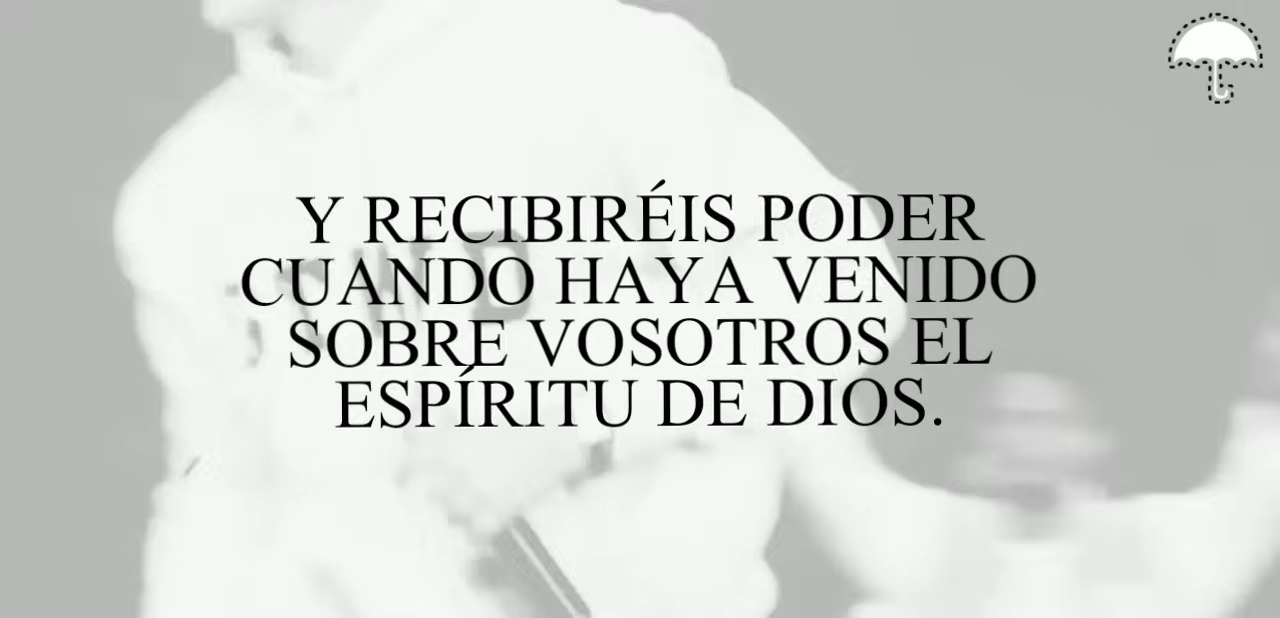 Y RECIBIRÉIS PODER
CUANDO HAYA VENIDO
SOBRE VOSOTROS EL
ESPÍRITU DE DIOS.